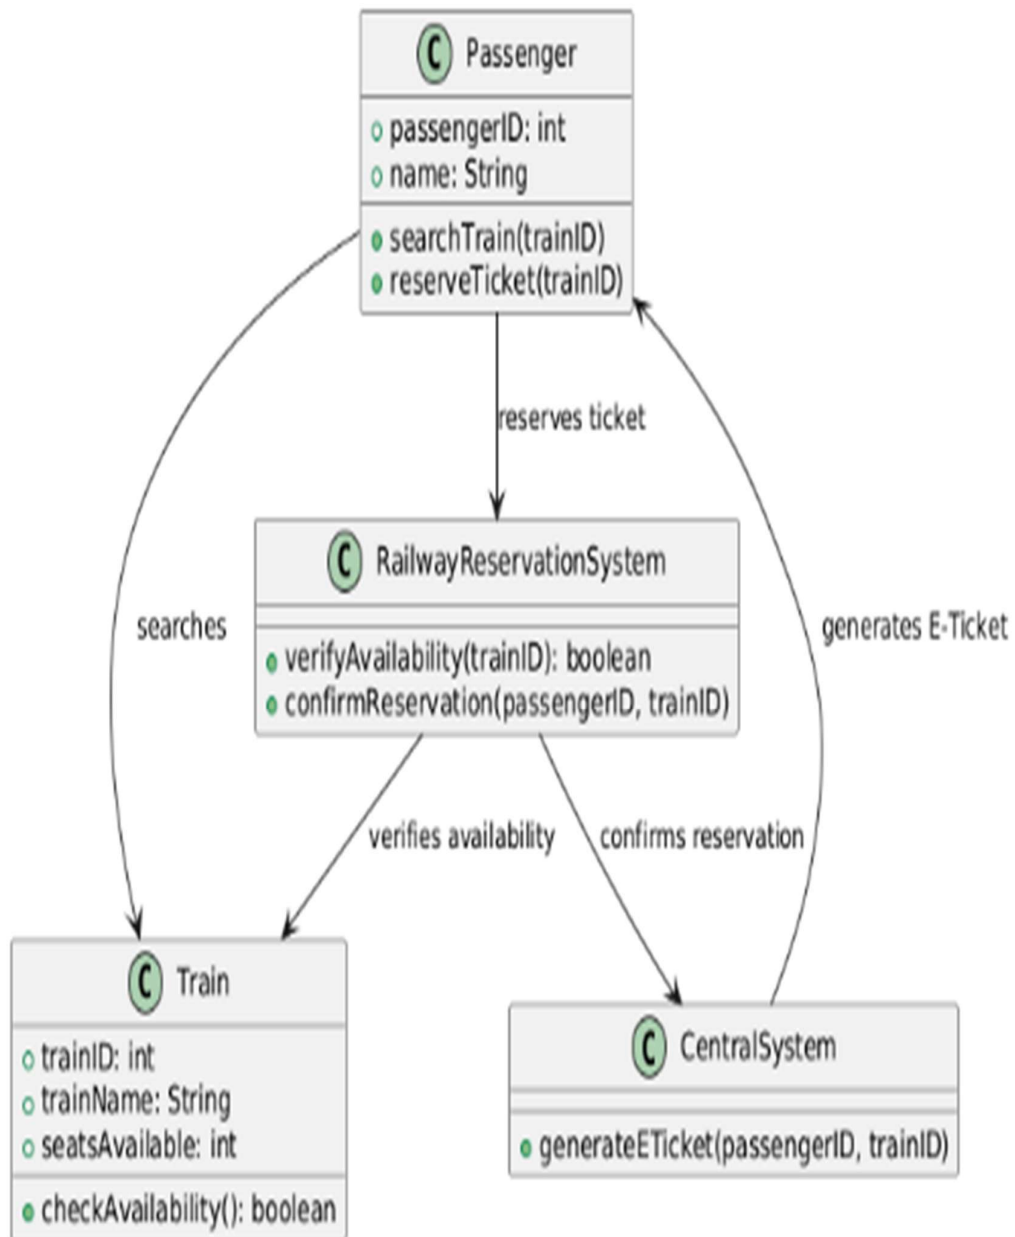 C Passenger
passengerID: int
name: String
searchTrain(trainID)
reserveTicket(trainID)
reserves ticket
C RailwayReservationSystem
verifyAvailability(trainID): boolean
confirmReservation(passengerID, trainID)
searches
generates E-Ticket
verifies availability
confirms reservation
C Train
trainID: int
trainName: String
seatsAvailable: int
checkAvailability(): boolean
C CentralSystem
generateETicket(passengerID, trainID)